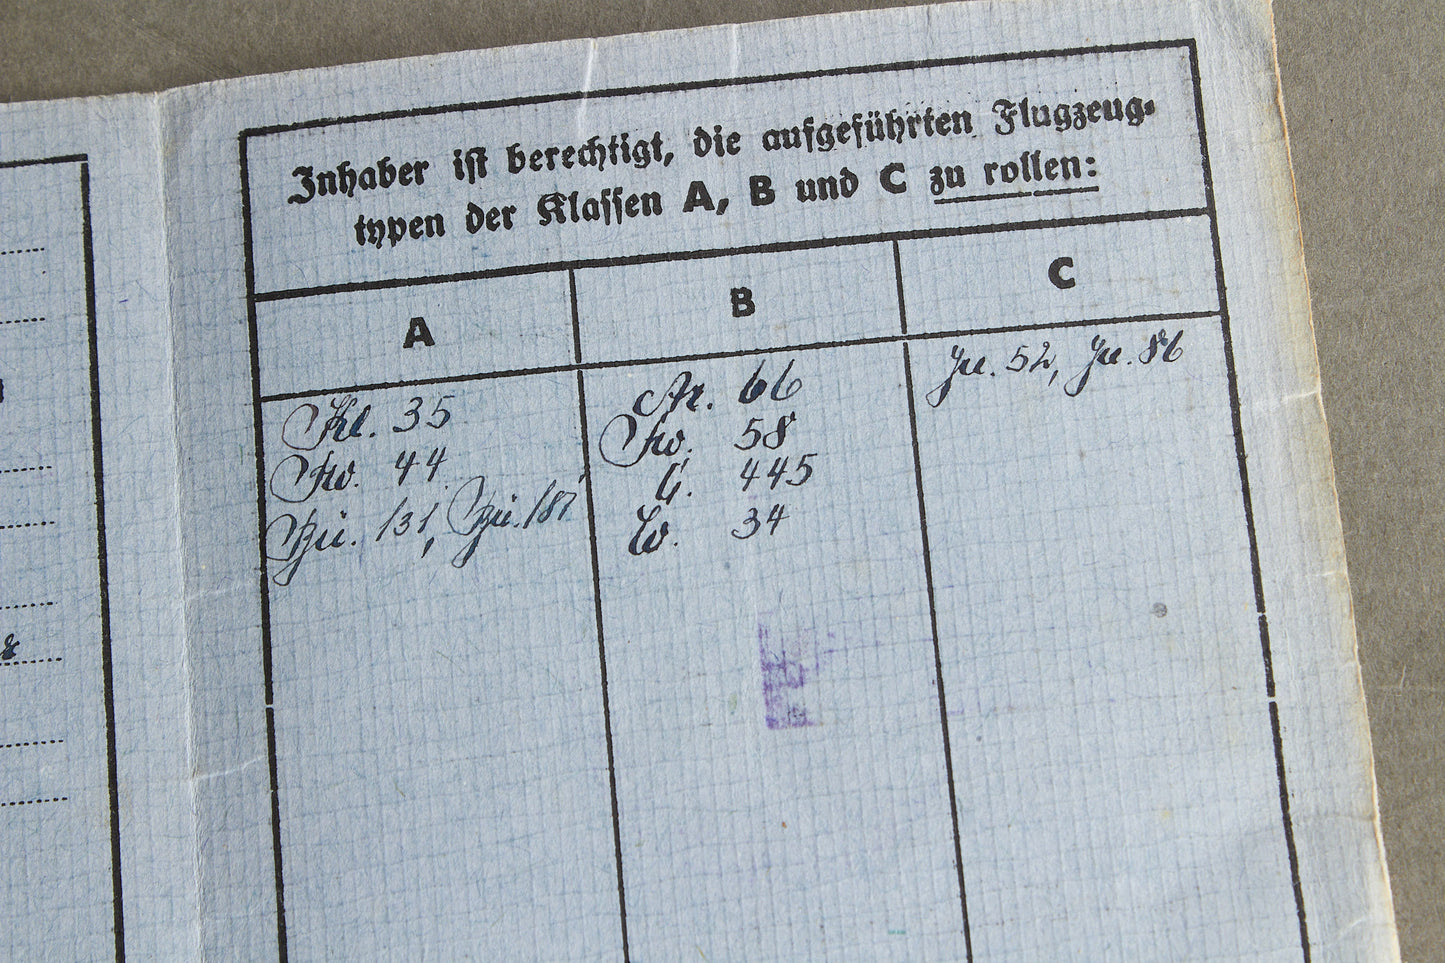 Inhaber ist berechtigt, die aufgeführten Flugzeug-
typen der Klassen A, B und C zu rollen:
A B C
Kl. 35
Fw. 44
Bü. 131, Bü. 181
Ar. 66
Fw. 58
G. 445
W. 34
Ju. 52, Ju. 86